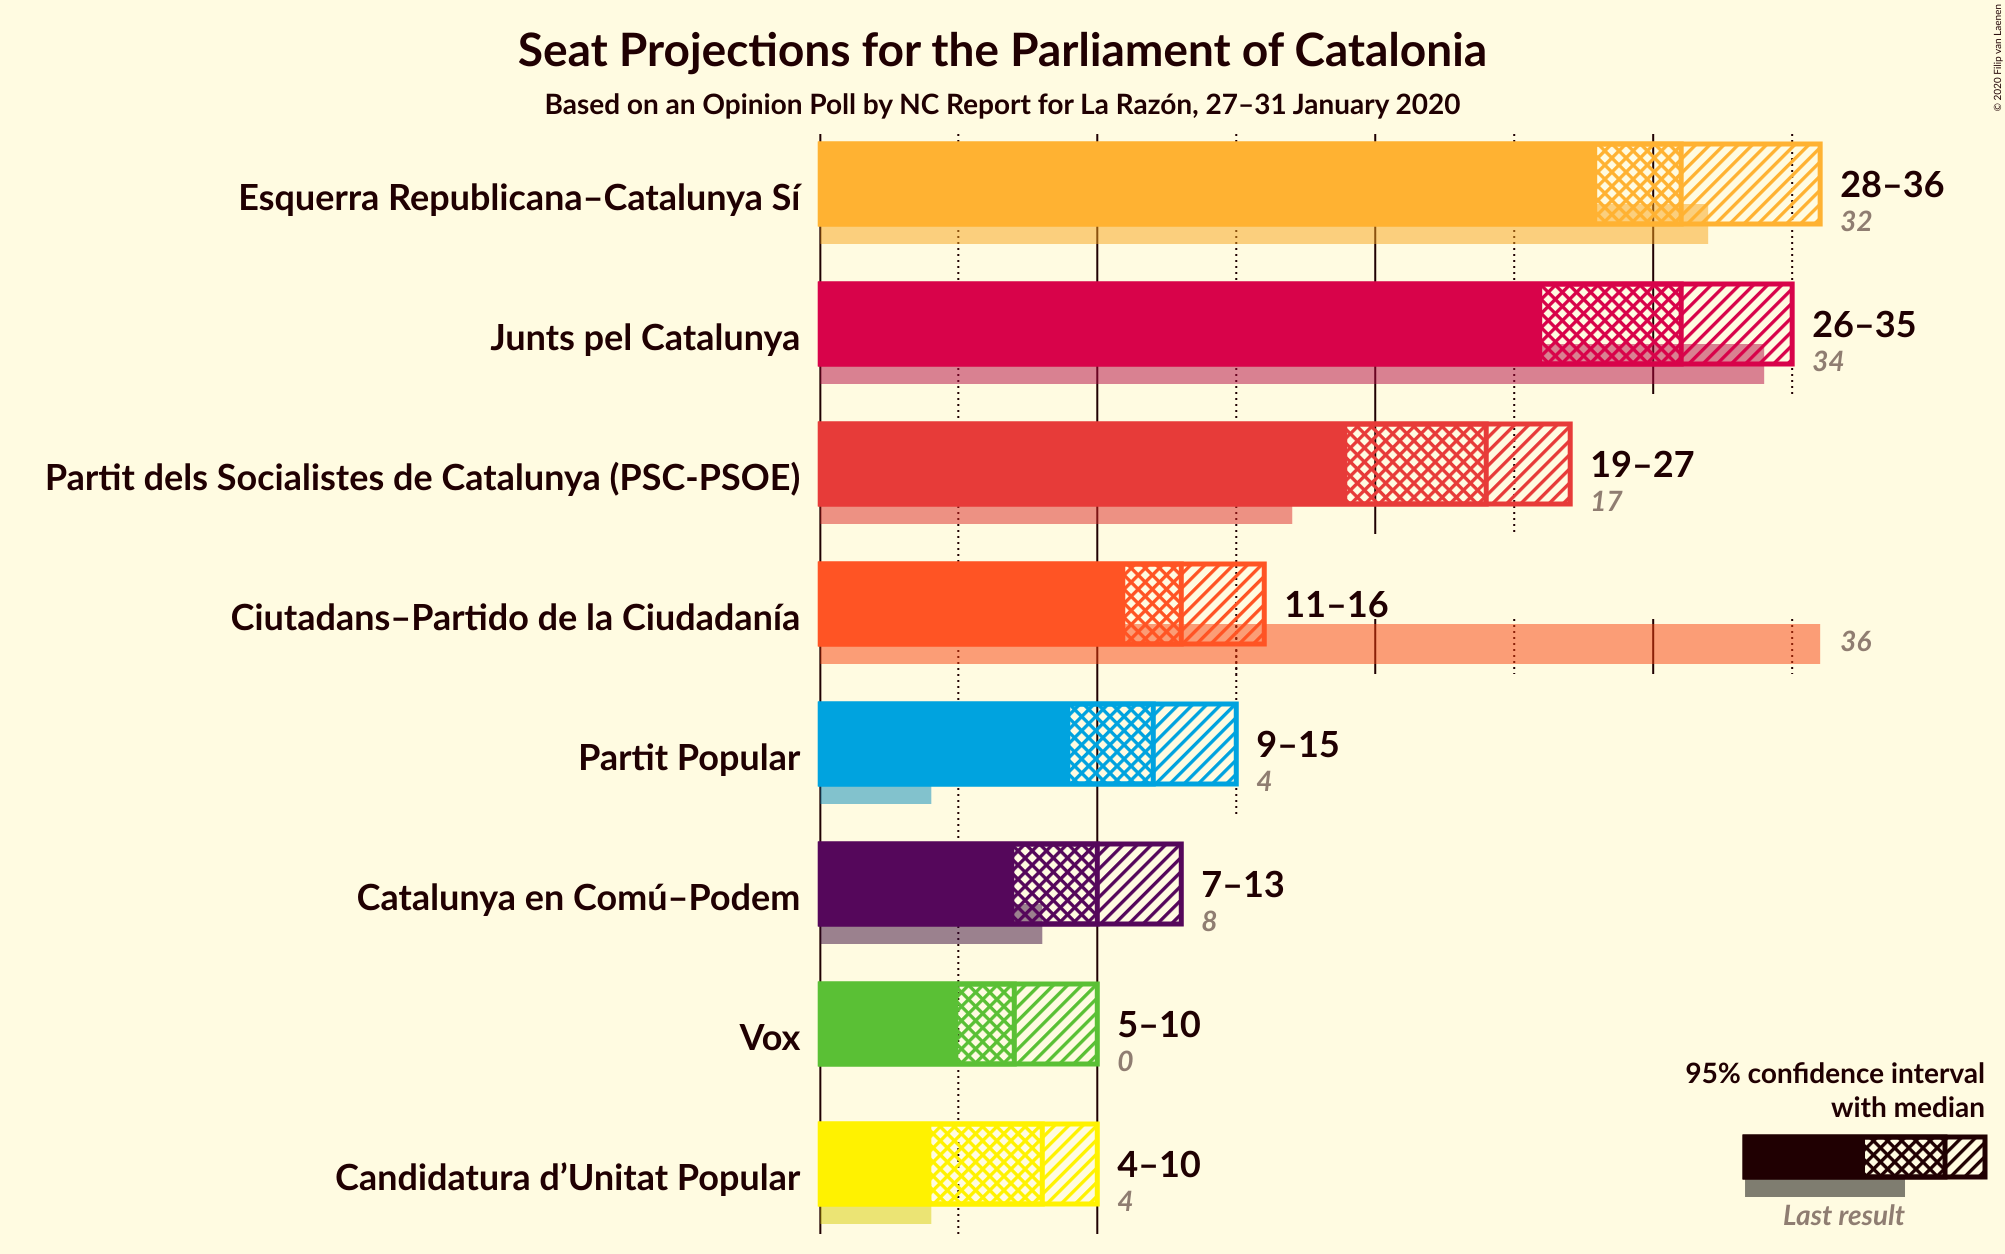 Seat Projections for the Parliament of Catalonia
Based on an Opinion Poll by NC Report for La Razón, 27–31 January 2020
© 2020 Filip van Laenen
Esquerra Republicana–Catalunya Sí
28–36
32
Junts pel Catalunya
26–35
34
Partit dels Socialistes de Catalunya (PSC-PSOE)
19–27
17
Ciutadans–Partido de la Ciudadanía
11–16
36
Partit Popular
9–15
4
Catalunya en Comú–Podem
7–13
8
Vox
5–10
0
Candidatura d’Unitat Popular
4–10
4
95% confidence interval
with median
Last result